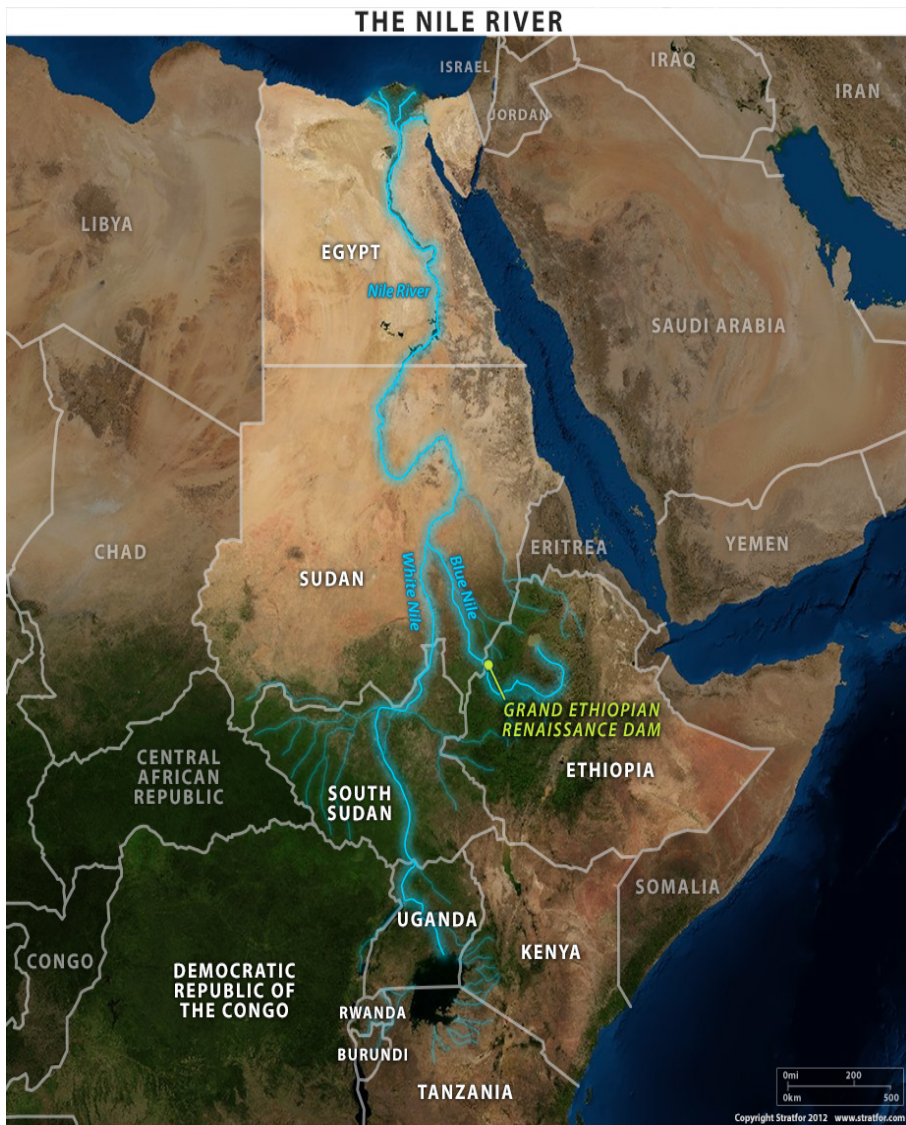 THE NILE RIVER
ISRAEL
IRAQ
IRAN
JORDAN
LIBYA
EGYPT
Nile River
SAUDI ARABIA
CHAD
SUDAN
White Nile
Blue Nile
ERITREA
YEMEN
GRAND ETHIOPIAN
RENAISSANCE DAM
CENTRAL
AFRICAN
REPUBLIC
ETHIOPIA
SOUTH
SUDAN
SOMALIA
UGANDA
KENYA
CONGO
DEMOCRATIC
REPUBLIC OF
THE CONGO
RWANDA
BURUNDI
TANZANIA
0mi 200
0km 500
Copyright Stratfor 2012 www.stratfor.com